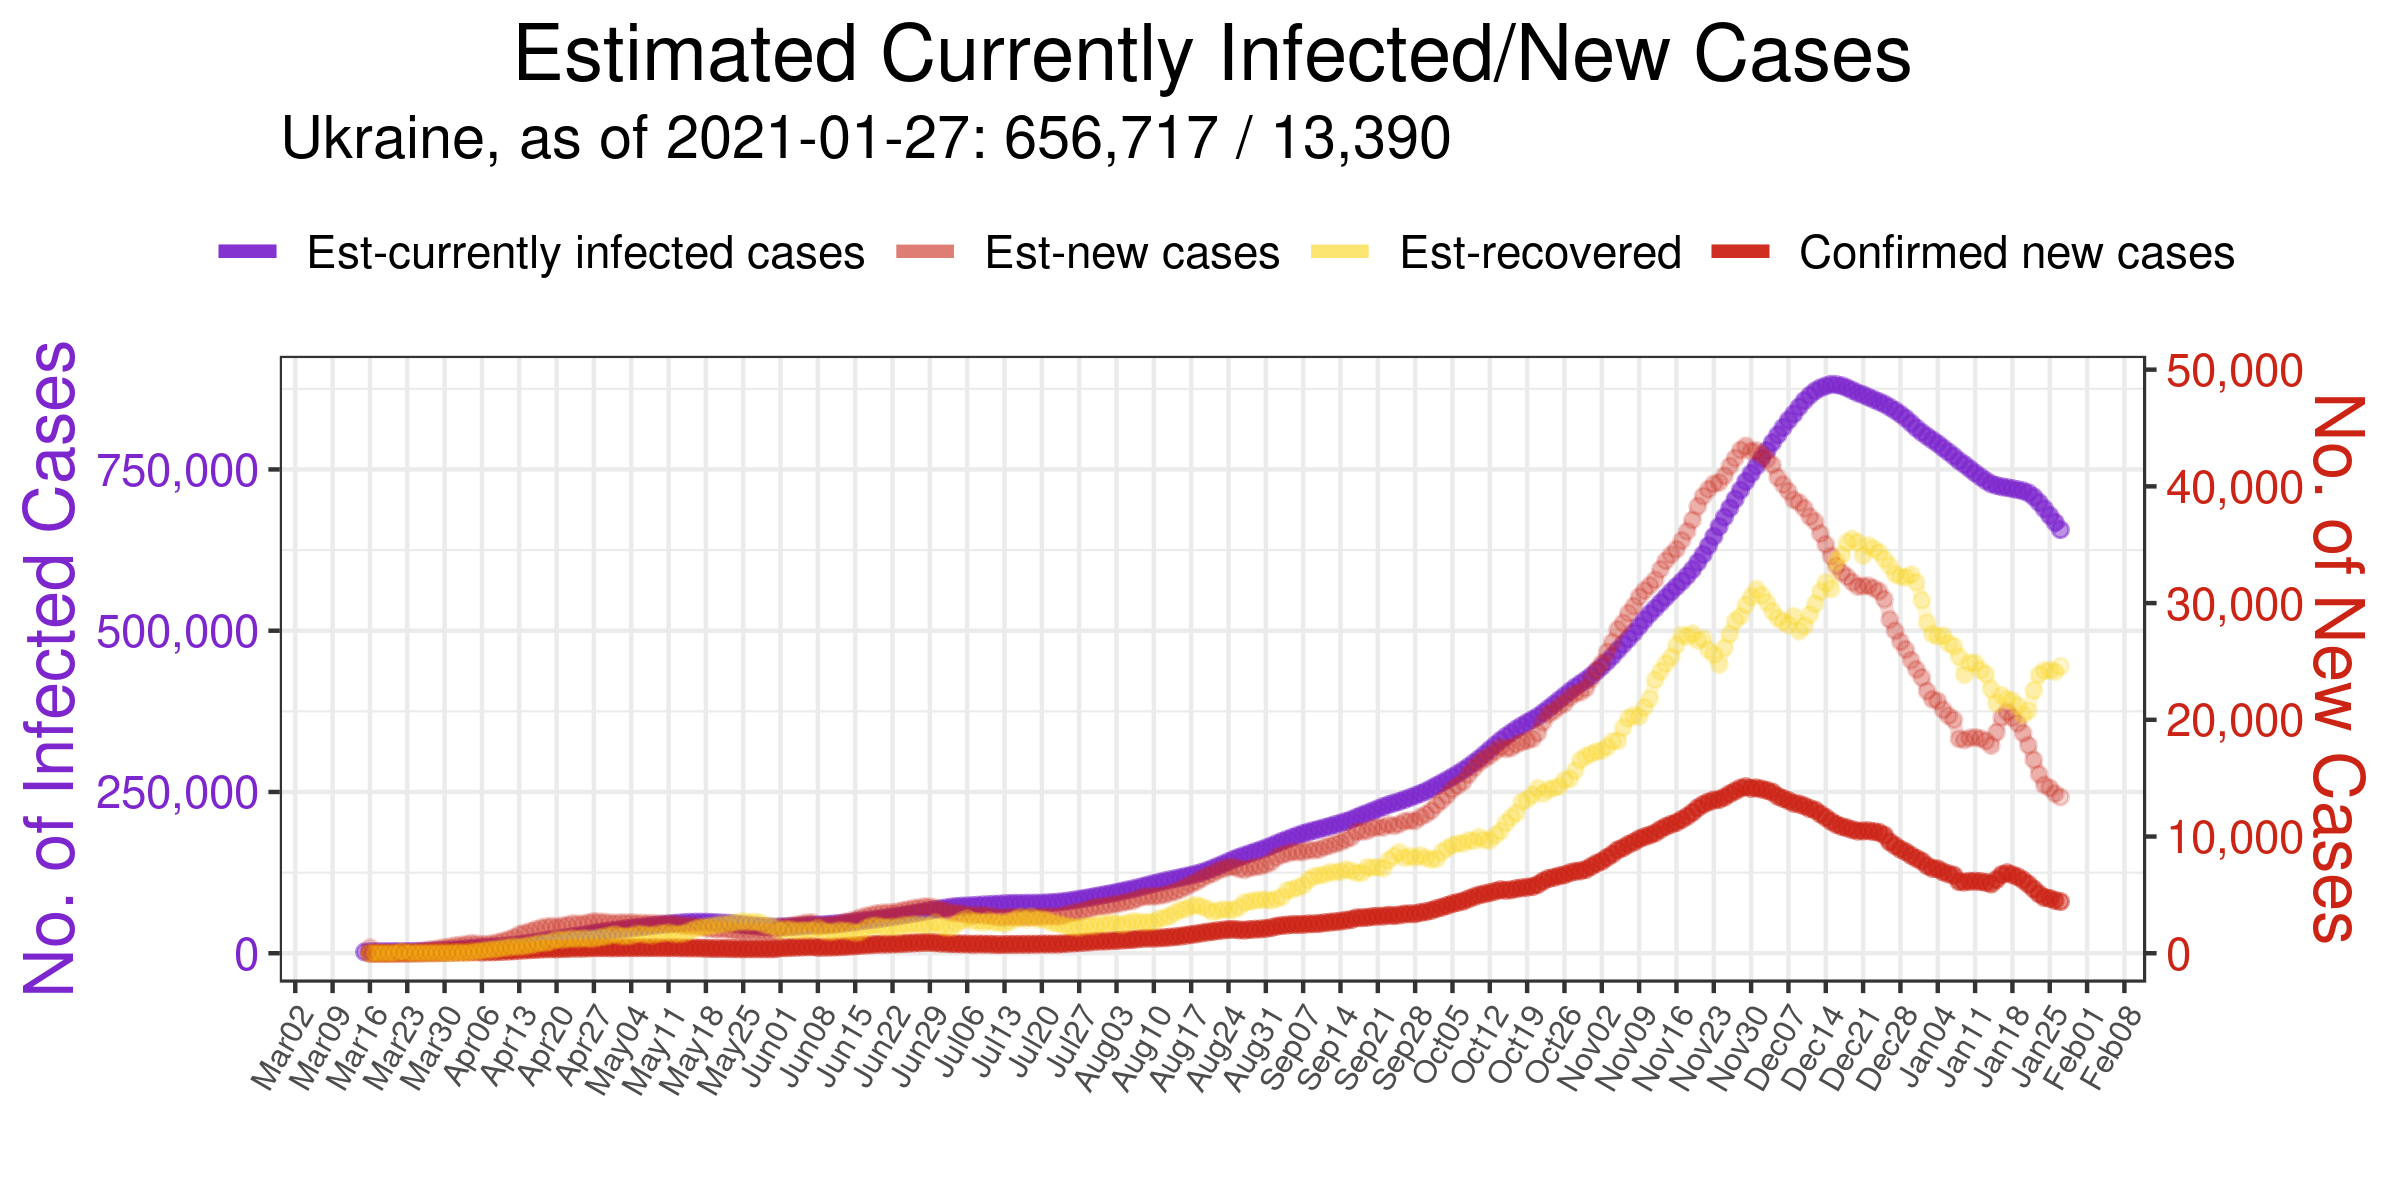 Estimated Currently Infected/New Cases
Ukraine, as of 2021-01-27: 656,717 / 13,390
Est-currently infected cases Est-new cases Est-recovered Confirmed new cases
No. of Infected Cases
750,000
500,000
250,000
0
50,000
40,000
30,000
20,000
10,000
0
No. of New Cases
Mar02 Mar09 Mar16 Mar23 Mar30 Apr06 Apr13 Apr20 Apr27 May04 May11 May18 May25 Jun01 Jun08 Jun15 Jun22 Jun29 Jul06 Jul13 Jul20 Jul27 Aug03 Aug10 Aug17 Aug24 Aug31 Sep07 Sep14 Sep21 Sep28 Oct05 Oct12 Oct19 Oct26 Nov02 Nov09 Nov16 Nov23 Nov30 Dec07 Dec14 Dec21 Dec28 Jan04 Jan11 Jan18 Jan25 Feb01 Feb08